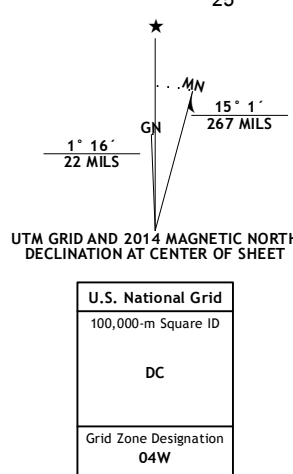 ★
MN
GN
15° 1´
267 MILS
1° 16´
22 MILS
UTM GRID AND 2014 MAGNETIC NORTH
DECLINATION AT CENTER OF SHEET
U.S. National Grid
100,000-m Square ID
DC
Grid Zone Designation
04W